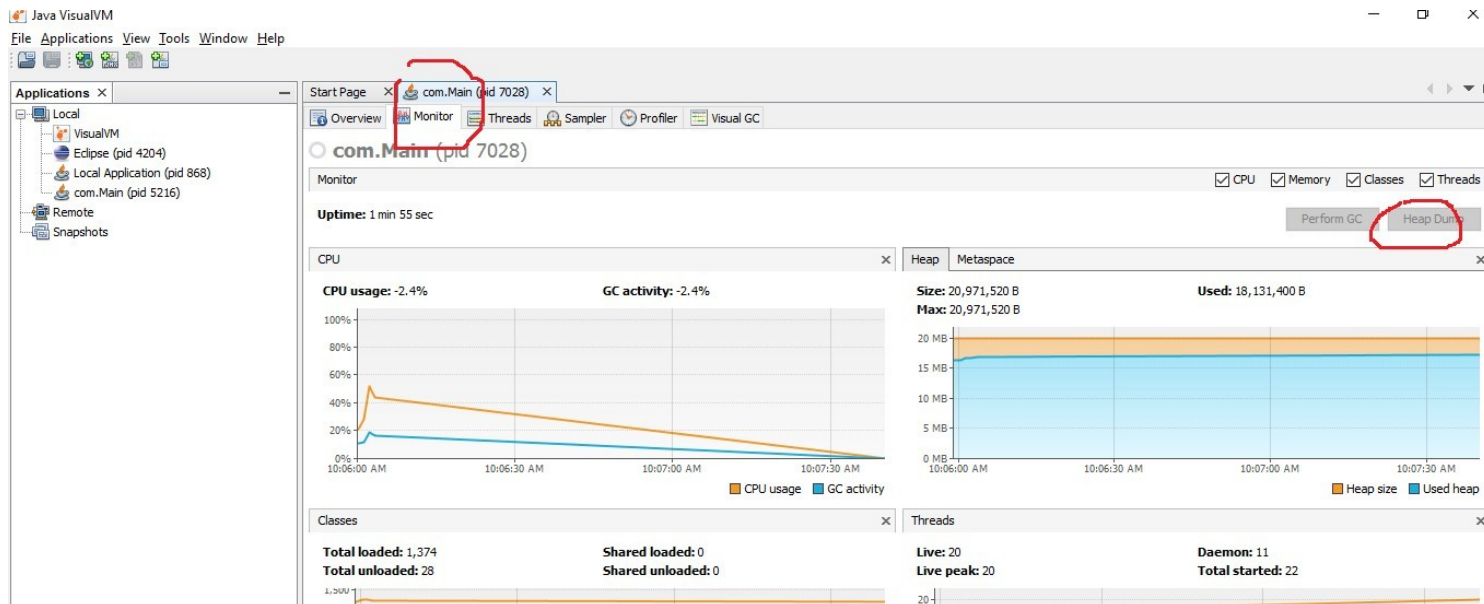 Java VisualVM
File Applications View Tools Window Help
Applications
Local
VisualVM
Eclipse (pid 4204)
Local Application (pid 868)
com.Main (pid 5216)
Remote
Snapshots
Start Page com.Main (pid 7028)
Overview Monitor Threads Sampler Profiler Visual GC
com.Main (pid 7028)
Monitor CPU Memory Classes Threads
Uptime: 1 min 55 sec Perform GC Heap Dump
CPU
CPU usage: -2.4% GC activity: -2.4%
100%
80%
60%
40%
20%
0%
10:06:00 AM 10:06:30 AM 10:07:00 AM 10:07:30 AM
CPU usage GC activity
Heap Metaspace
Size: 20,971,520 B Used: 18,131,400 B
Max: 20,971,520 B
20 MB
15 MB
10 MB
5 MB
0 MB
10:06:00 AM 10:06:30 AM 10:07:00 AM 10:07:30 AM
Heap size Used heap
Classes
Total loaded: 1,374 Shared loaded: 0
Total unloaded: 28 Shared unloaded: 0
1,500
Threads
Live: 20 Daemon: 11
Live peak: 20 Total started: 22
20